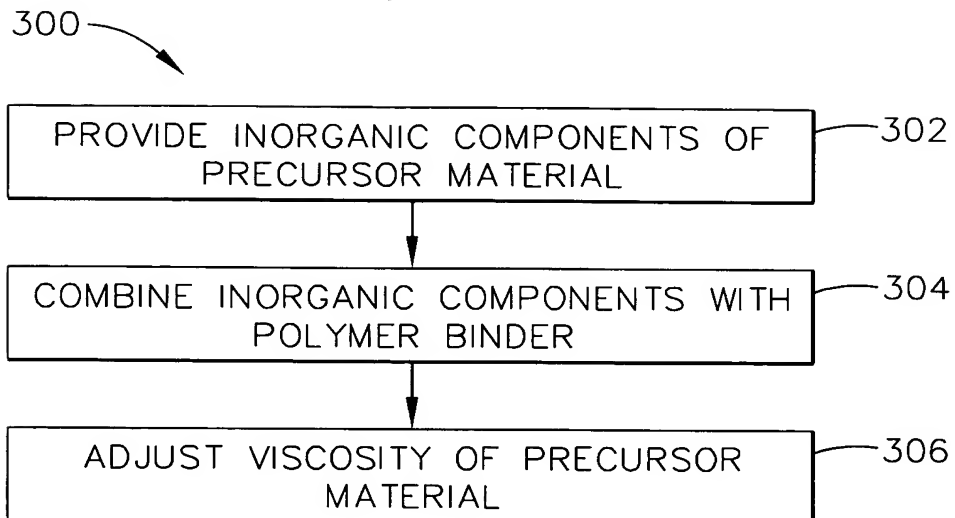 300
PROVIDE INORGANIC COMPONENTS OF
PRECURSOR MATERIAL
302
COMBINE INORGANIC COMPONENTS WITH
POLYMER BINDER
304
ADJUST VISCOSITY OF PRECURSOR
MATERIAL
306